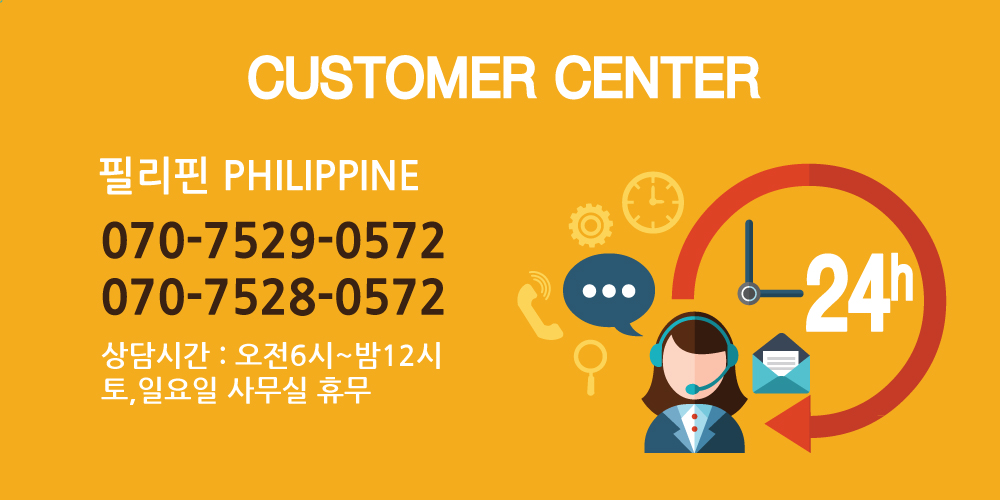 CUSTOMER CENTER
필리핀 PHILIPPINE
070-7529-0572
070-7528-0572
상담시간 : 오전6시~밤12시
토,일요일 사무실 휴무
24h